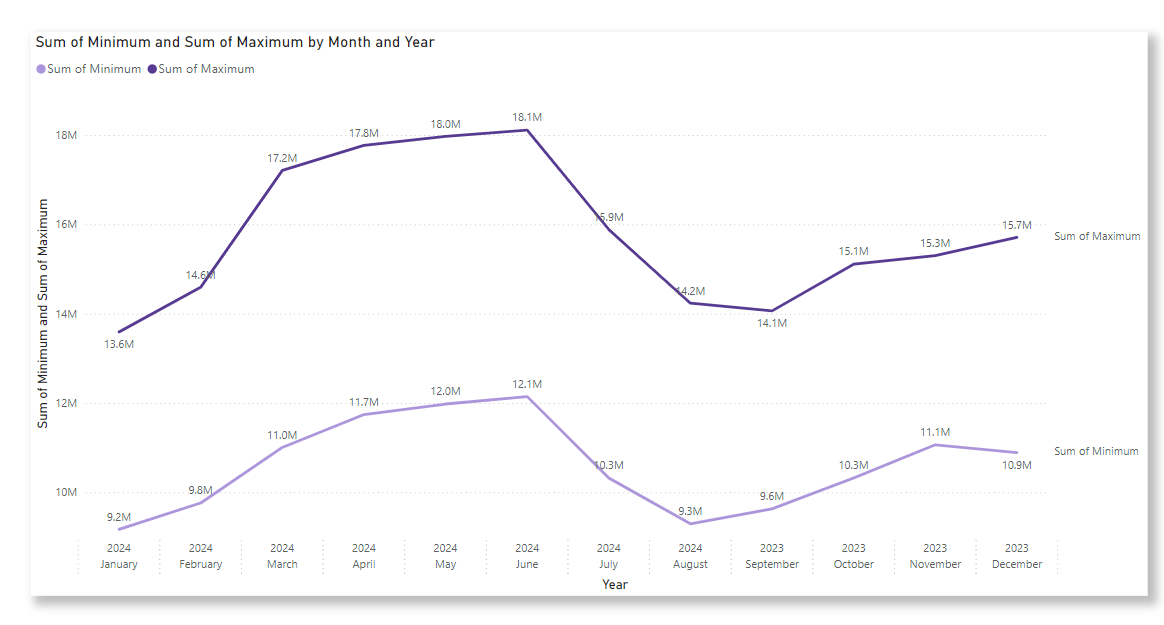 Sum of Minimum and Sum of Maximum by Month and Year
Sum of Minimum Sum of Maximum
Sum of Minimum and Sum of Maximum
18M
16M
14M
12M
10M
13.6M
14.6M
17.2M
17.8M
18.0M
18.1M
15.9M
14.2M
14.1M
15.1M
15.3M
15.7M
Sum of Maximum
9.2M
9.8M
11.0M
11.7M
12.0M
12.1M
10.3M
9.3M
9.6M
10.3M
11.1M
10.9M
Sum of Minimum
2024 2024 2024 2024 2024 2024 2024 2024 2023 2023 2023 2023
January February March April May June July August September October November December
Year